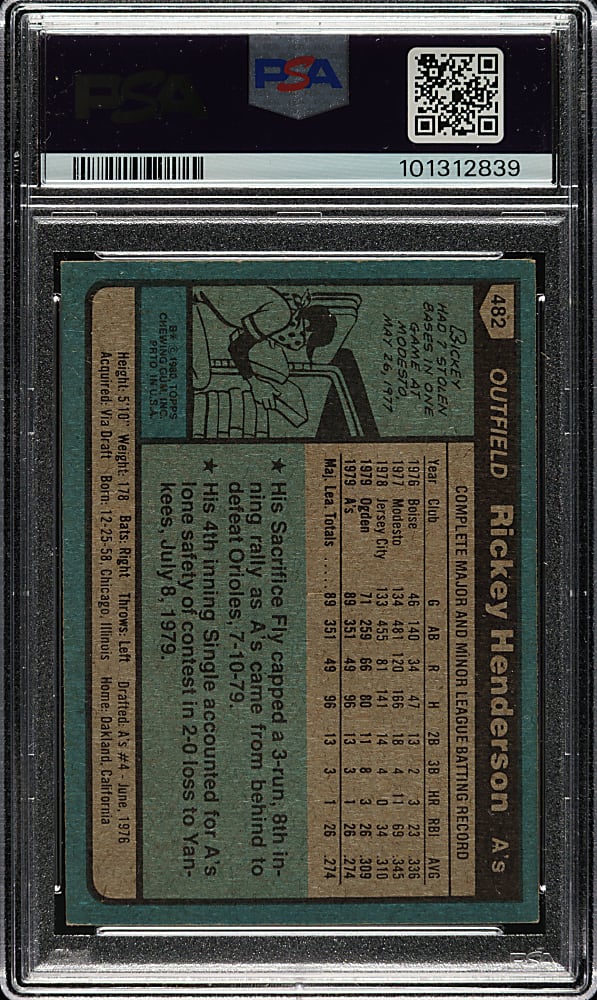 PSA
PSA
101312839
482 OUTFIELD Rickey Henderson A's
RICKEY
HAD 7 STOLEN
BASES IN ONE
GAME AT
MODESTO,
MAY 26, 1977
B* © 1980 TOPPS
CHEWING GUM INC.
PRTD. IN U.S.A.
COMPLETE MAJOR AND MINOR LEAGUE BATTING RECORD
Year Club G AB R H 2B 3B HR RBI AVG
1976 Boise 46 140 34 47 13 2 3 23 .336
1977 Modesto 134 481 120 166 18 4 11 69 .345
1978 Jersey City 133 455 81 141 14 4 0 34 .310
1979 Ogden 71 259 66 80 11 8 3 26 .309
1979 A's 89 351 49 96 13 3 1 26 .274
Maj. Lea. Totals ..... 89 351 49 96 13 3 1 26 .274
★ His Sacrifice Fly capped a 3-run, 8th in-
ning rally as A's came from behind to
defeat Orioles, 7-10-79.
★ His 4th inning Single accounted for A's
lone safety of contest in 2-0 loss to Yan-
kees, July 8, 1979.
Height: 5'10" Weight: 178 Bats: Right Throws: Left Drafted: A's #4 - June, 1976
Acquired: Via Draft Born: 12-25-58, Chicago, Illinois Home: Oakland, California
PSA